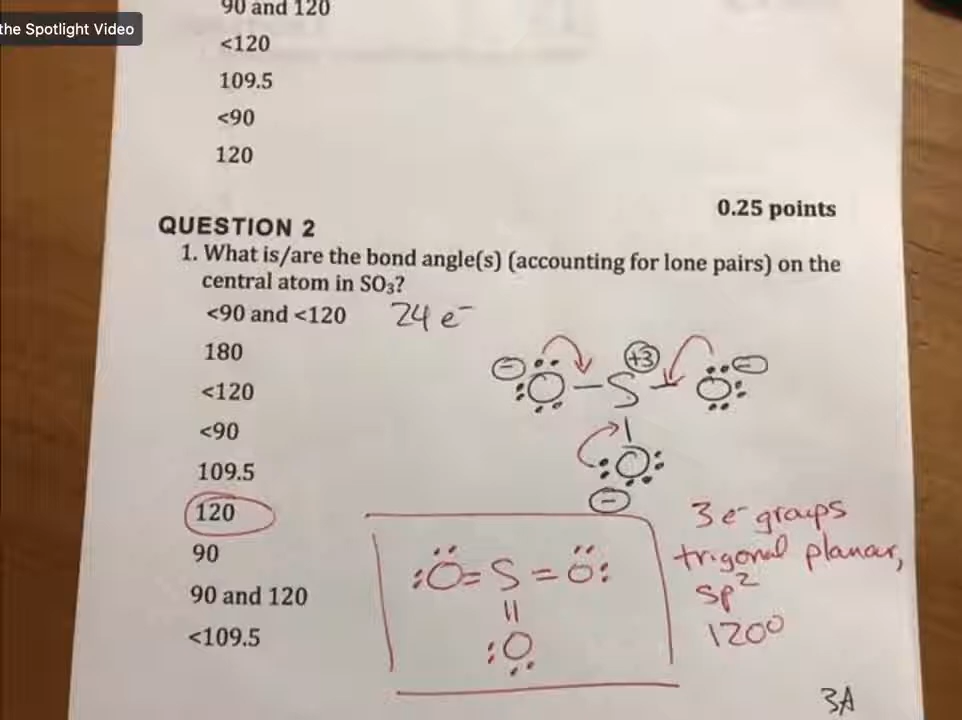 90 and 120
the Spotlight Video
<120
109.5
<90
120
0.25 points
QUESTION 2
1. What is/are the bond angle(s) (accounting for lone pairs) on the
central atom in SO₃?
<90 and <120
24 e⁻
180
<120
<90
109.5
120
90
90 and 120
<109.5
⊖ :Ö: − S − :Ö: ⊖
+3
|
:Ö:
⊖
:Ö=S=Ö:
||
:O:
3 e⁻ groups
trigonal planar,
sp²
120°
3A